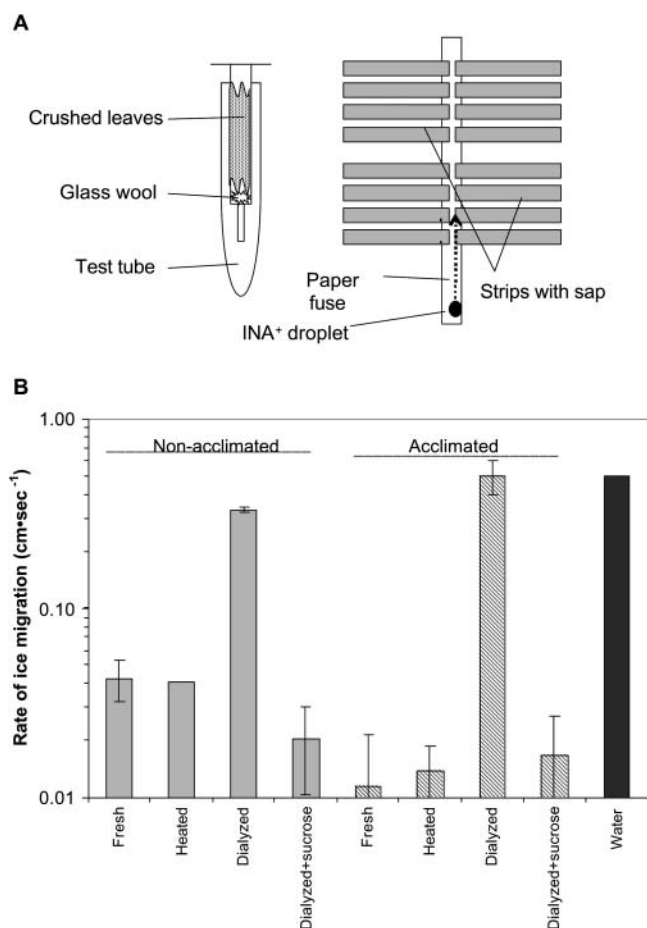 A
Crushed leaves
Glass wool
Test tube
Paper
fuse
INA⁺ droplet
Strips with sap
B
Rate of ice migration (cm•sec⁻¹)
1.00
0.10
0.01
Non-acclimated
Acclimated
Fresh
Heated
Dialyzed
Dialyzed+sucrose
Fresh
Heated
Dialyzed
Dialyzed+sucrose
Water